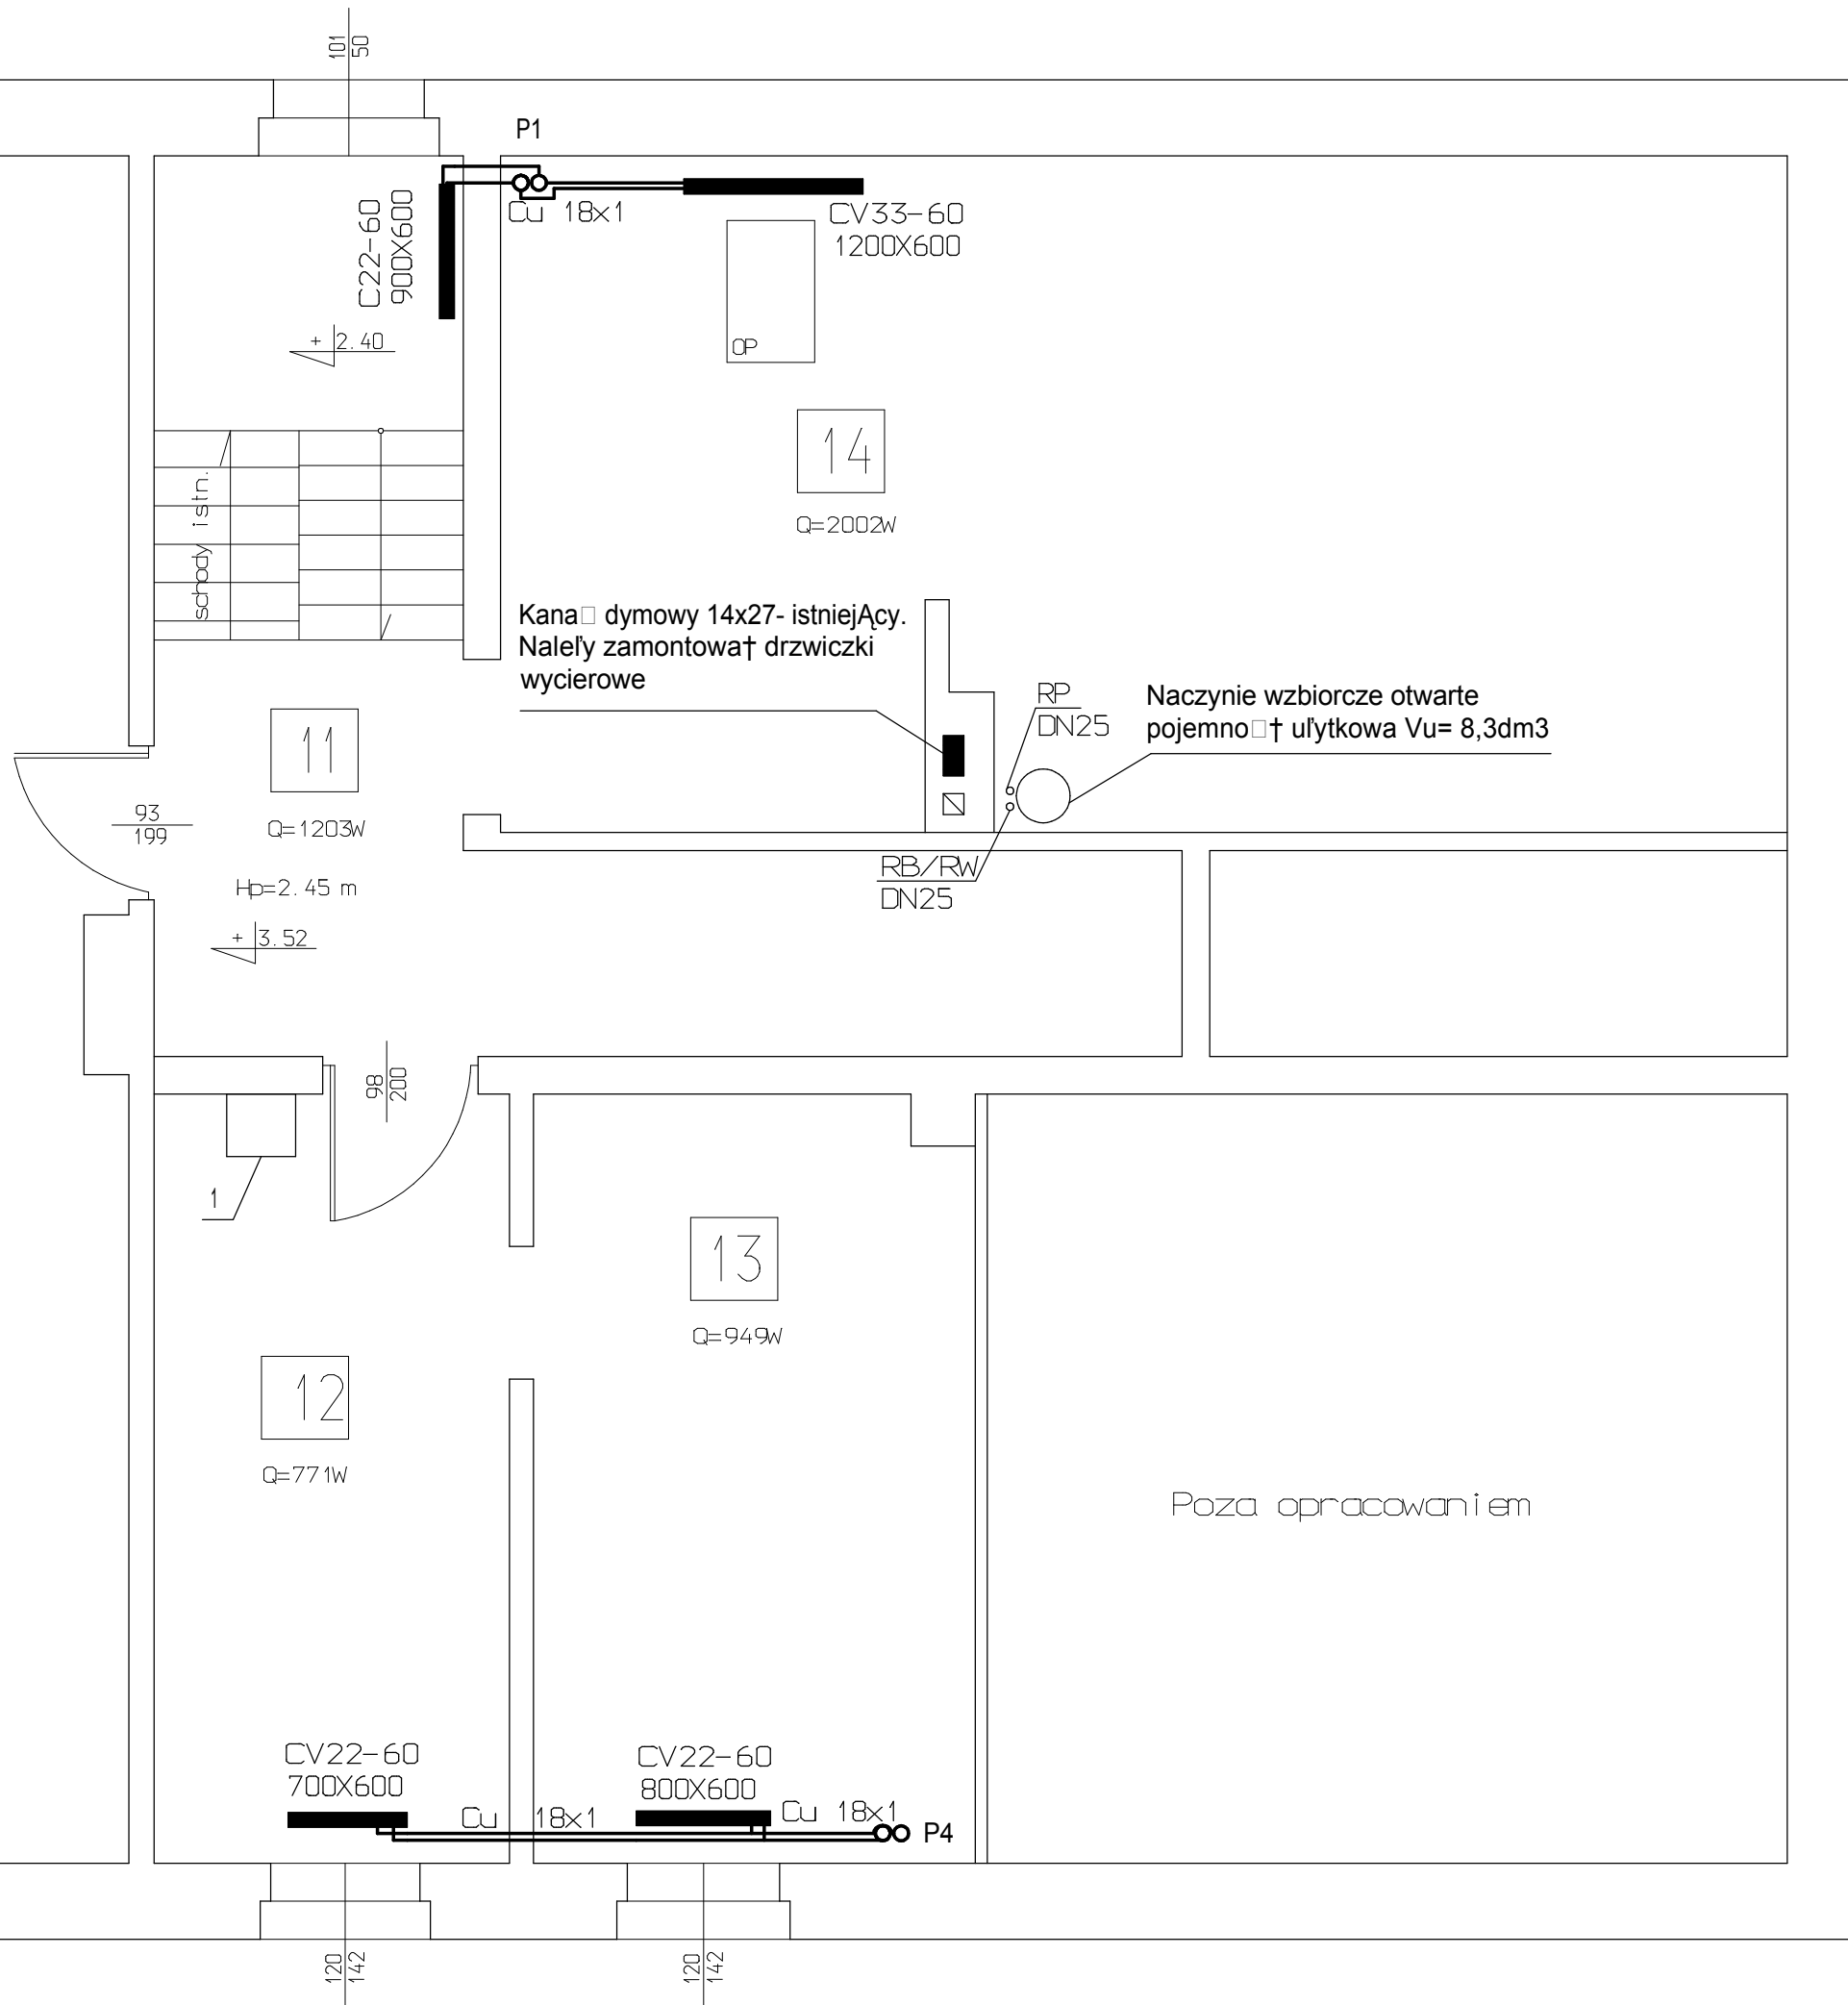 101
50
P1
Cu 18x1
CV33-60
1200X600
C22-60
900X600
OP
+ 2.40
14
Q=2002W
schody istn.
Kana□ dymowy 14x27- istniejĄcy.
Naleľy zamontowa† drzwiczki
wycierowe
RP
DN25
Naczynie wzbiorcze otwarte
pojemno□† uľytkowa Vu= 8,3dm3
11
93
199
Q=1203W
RB/RW
DN25
Hp=2.45 m
+ 3.52
98
200
1
13
Q=949W
12
Q=771W
Poza opracowaniem
CV22-60
700X600
CV22-60
800X600
Cu 18x1
Cu 18x1
P4
120
142
120
142